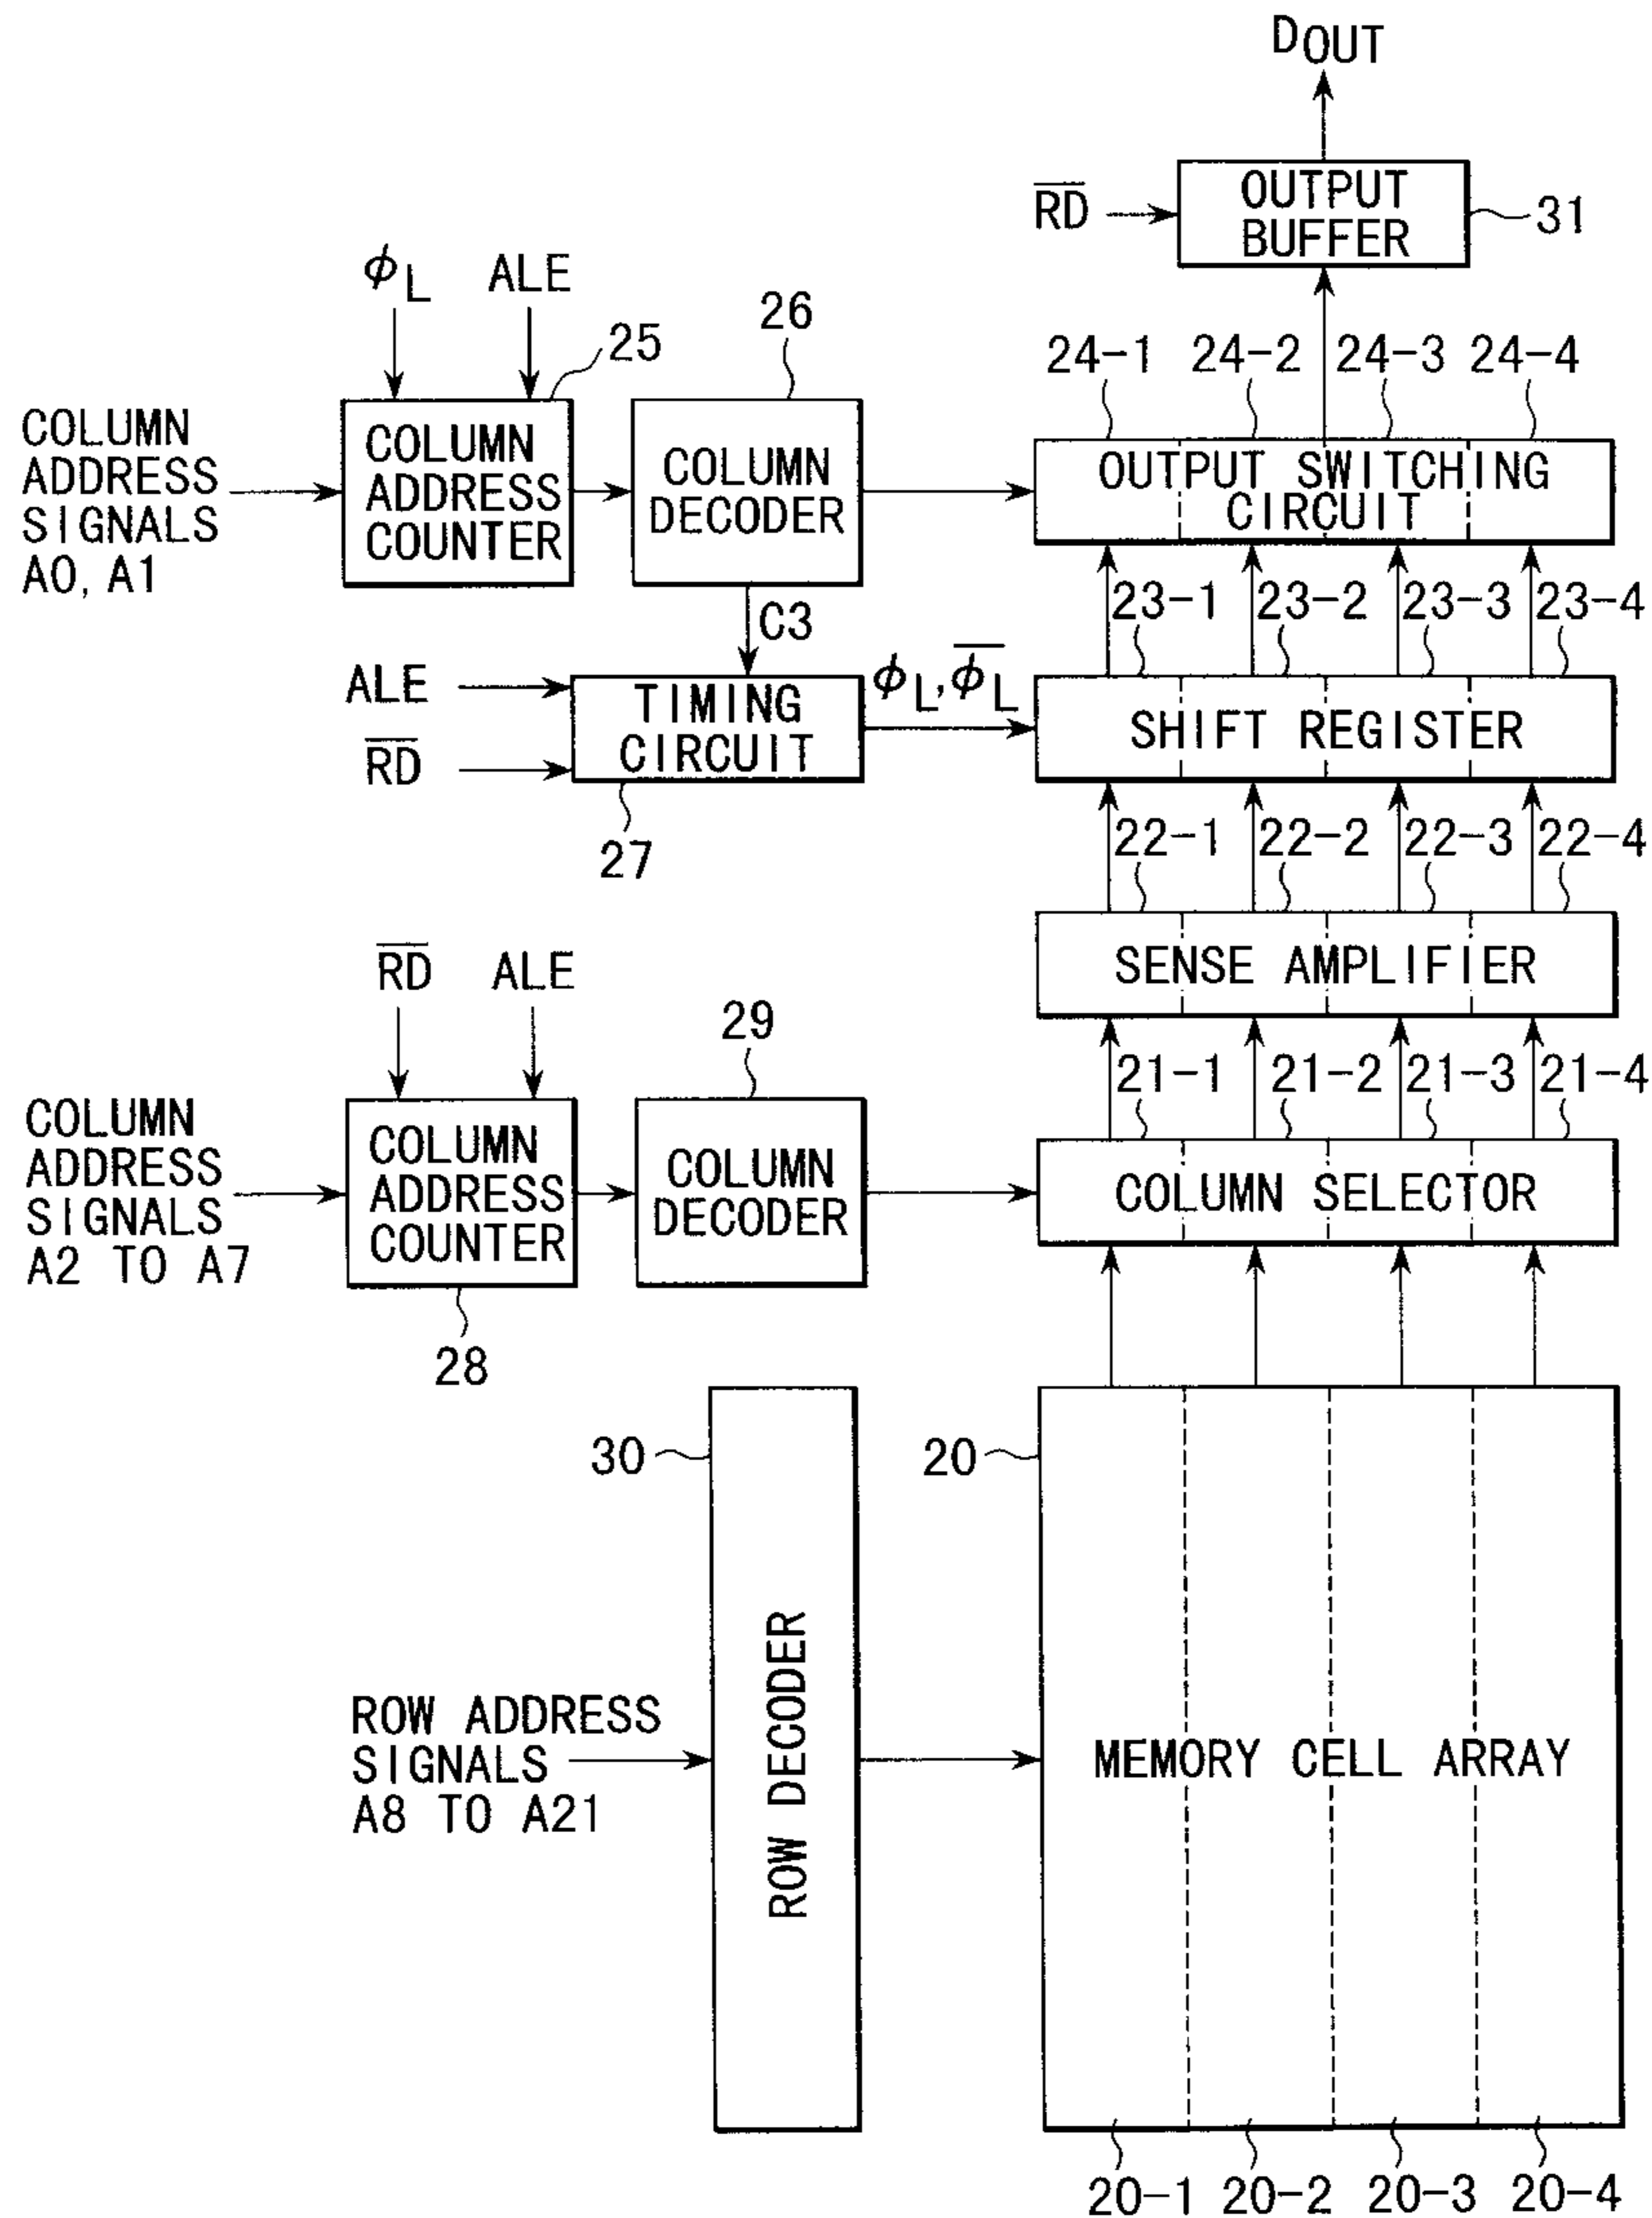 DOUT
RD
OUTPUT
BUFFER
31
ϕL
ALE
25
26
24-1
24-2
24-3
24-4
COLUMN
ADDRESS
SIGNALS
A0, A1
COLUMN
ADDRESS
COUNTER
COLUMN
DECODER
OUTPUT SWITCHING
CIRCUIT
C3
23-1
23-2
23-3
23-4
ALE
RD
TIMING
CIRCUIT
27
ϕL, ϕL
SHIFT REGISTER
22-1
22-2
22-3
22-4
RD
ALE
29
SENSE AMPLIFIER
21-1
21-2
21-3
21-4
COLUMN
ADDRESS
SIGNALS
A2 TO A7
COLUMN
ADDRESS
COUNTER
28
COLUMN
DECODER
COLUMN SELECTOR
30
20
ROW ADDRESS
SIGNALS
A8 TO A21
ROW DECODER
MEMORY CELL ARRAY
20-1
20-2
20-3
20-4